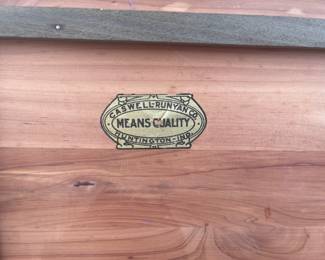 CASWELL-RUNYAN CO.
MEANS QUALITY
HUNTINGTON-IND.